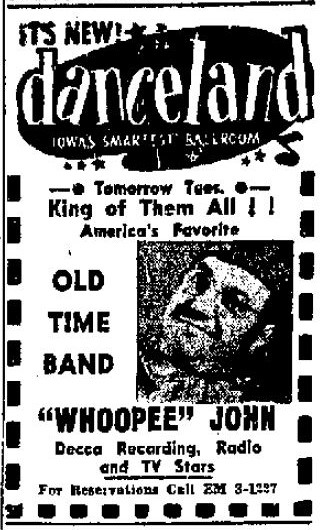 iT'S NEW!
danceland
IOWA'S SMARTEST BALLROOM
Tomorrow Tues.
King of Them All ! !
America's Favorite
OLD
TIME
BAND
"WHOOPEE" JOHN
Decca Recording, Radio
and TV Stars
For Reservations Call EM 3-1227